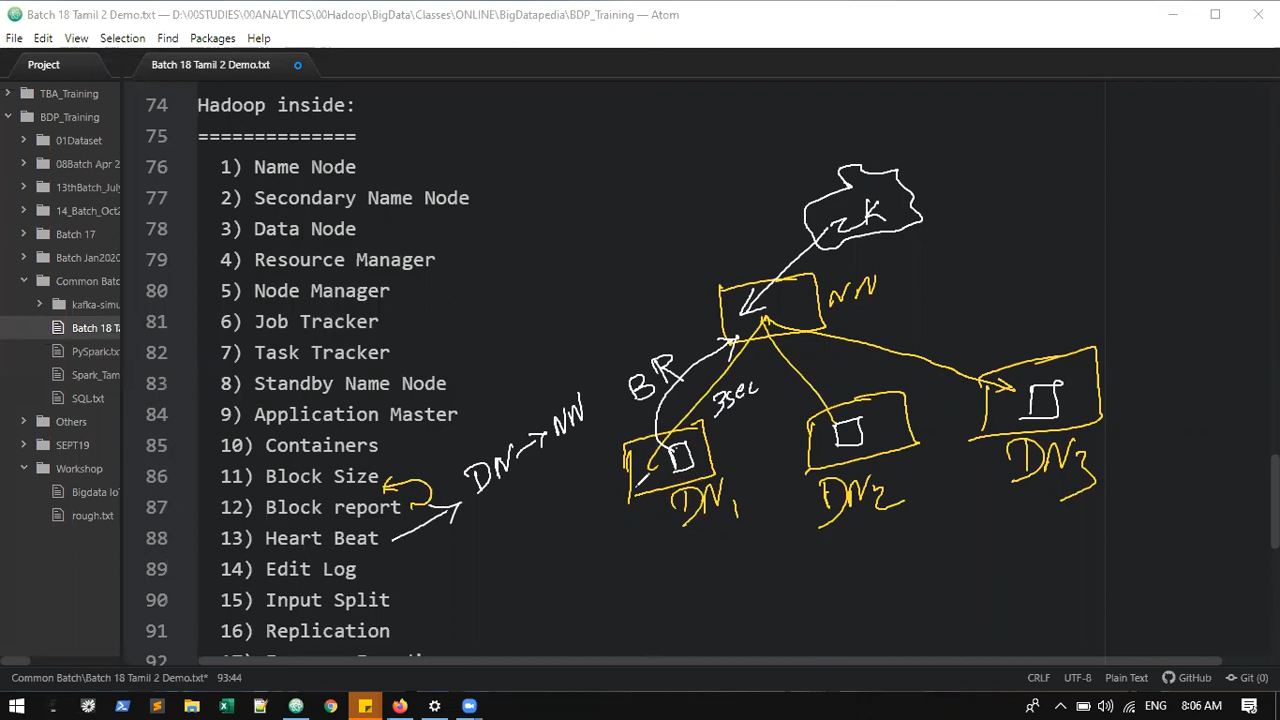 Batch 18 Tamil 2 Demo.txt — D:\00STUDIES\00ANALYTICS\00Hadoop\BigData\Classes\ONLINE\BigDatapedia\BDP_Training — Atom
File Edit View Selection Find Packages Help
Project
Batch 18 Tamil 2 Demo.txt
TBA_Training
BDP_Training
01Dataset
08Batch Apr 2
13thBatch_July
14_Batch_Oct2
Batch 17
Batch Jan2020
Common Batc
kafka-simu
Batch 18 Ta
PySpark.txt
Spark_Tam
SQL.txt
Others
SEPT19
Workshop
Bigdata Io
rough.txt
74 Hadoop inside:
75 ==============
76 1) Name Node
77 2) Secondary Name Node
78 3) Data Node
79 4) Resource Manager
80 5) Node Manager
81 6) Job Tracker
82 7) Task Tracker
83 8) Standby Name Node
84 9) Application Master
85 10) Containers
86 11) Block Size
87 12) Block report
88 13) Heart Beat
89 14) Edit Log
90 15) Input Split
91 16) Replication
92
ZK
NN
BR
3sec
DN → NN
DN1
DN2
DN3
Common Batch\Batch 18 Tamil 2 Demo.txt* 93:44 CRLF UTF-8 Plain Text GitHub Git (0)
ENG 8:06 AM